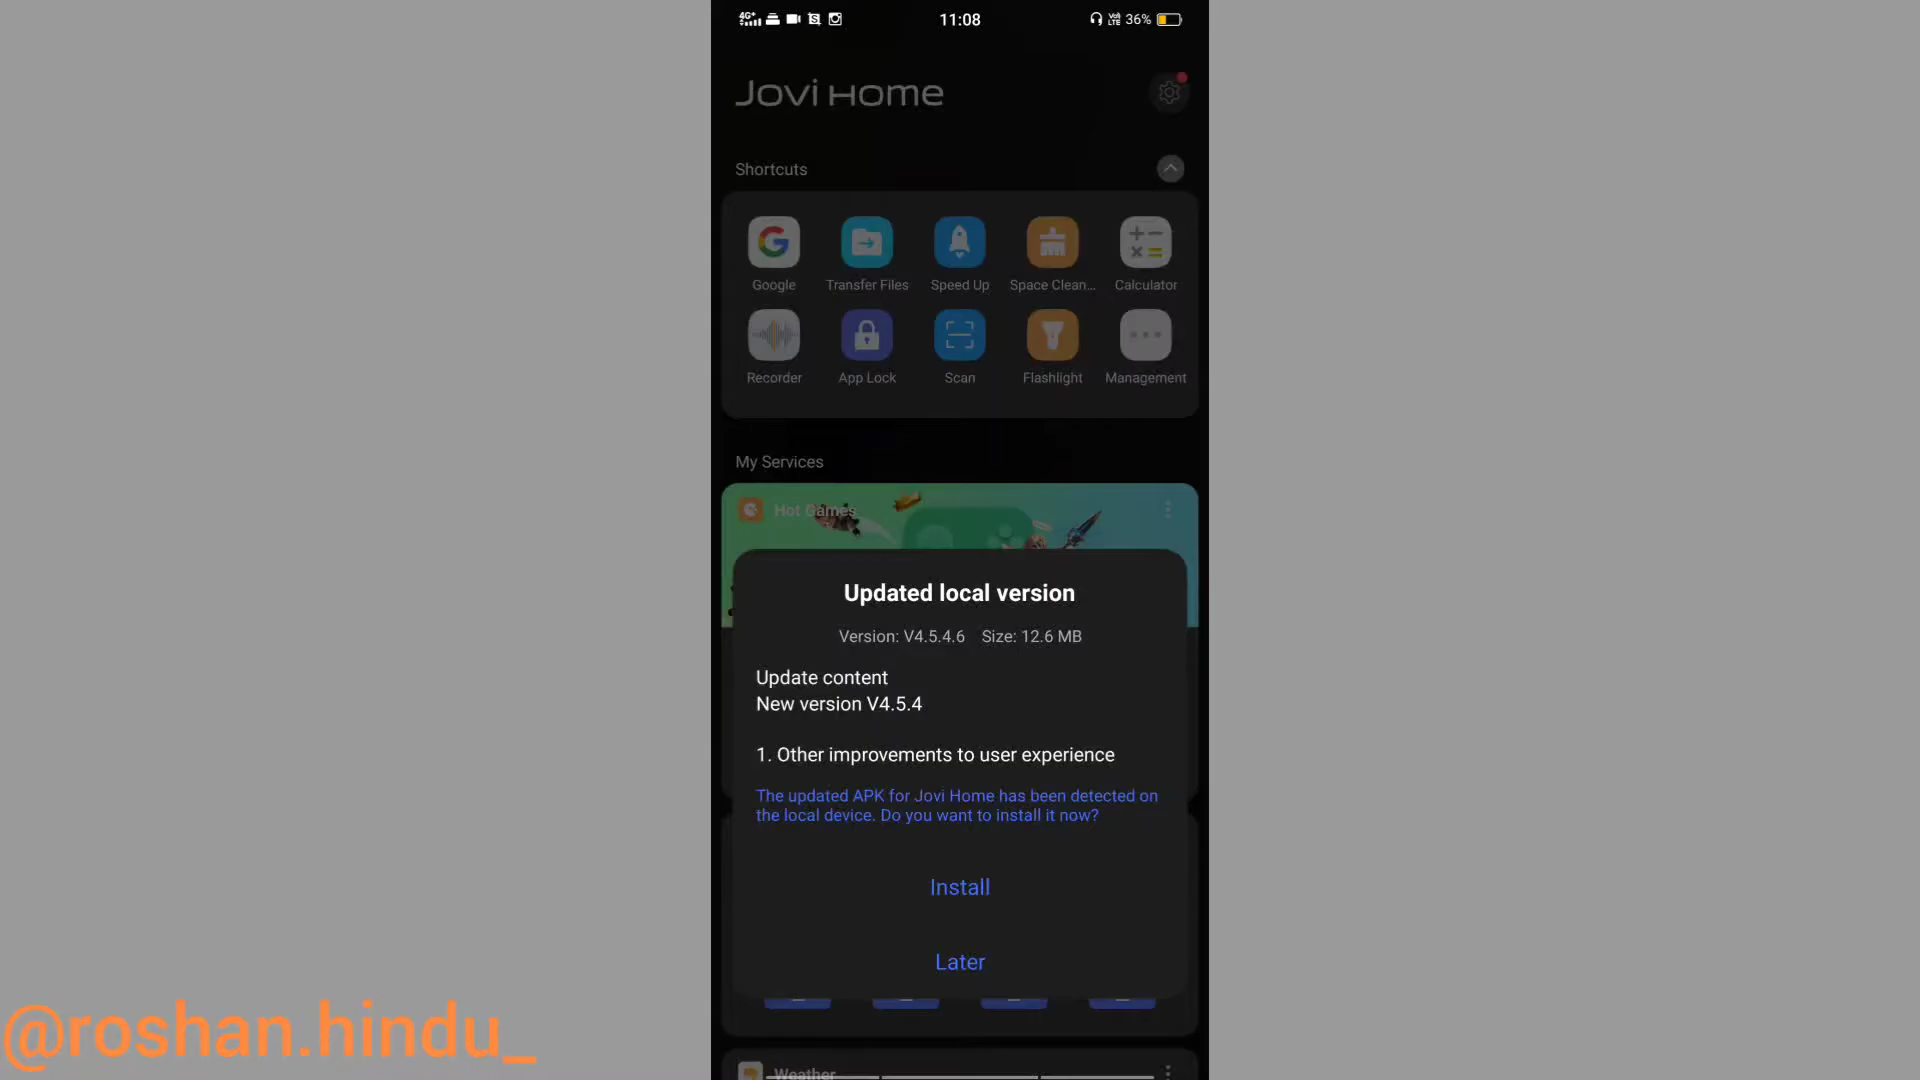 4G+ 11:08 VoI LTE 36%
Jovi Home
Shortcuts
Google Transfer Files Speed Up Space Clean... Calculator
Recorder App Lock Scan Flashlight Management
My Services
Hot Games
Updated local version
Version: V4.5.4.6 Size: 12.6 MB
Update content
New version V4.5.4
1. Other improvements to user experience
The updated APK for Jovi Home has been detected on
the local device. Do you want to install it now?
Install
Later
@roshan.hindu_
Weather